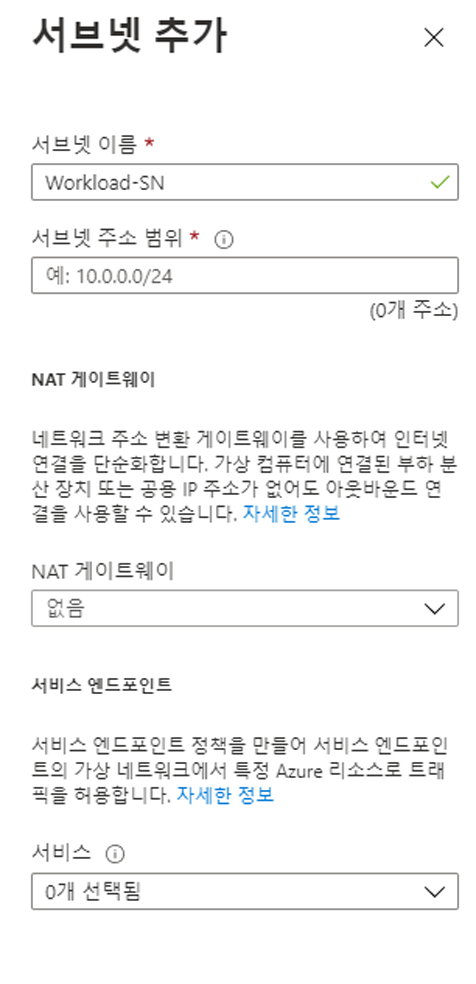 서브넷 추가
서브넷 이름 *
Workload-SN
서브넷 주소 범위 *
예: 10.0.0.0/24
(0개 주소)
NAT 게이트웨이
네트워크 주소 변환 게이트웨이를 사용하여 인터넷
연결을 단순화합니다. 가상 컴퓨터에 연결된 부하 분
산 장치 또는 공용 IP 주소가 없어도 아웃바운드 연
결을 사용할 수 있습니다. 자세한 정보
NAT 게이트웨이
없음
서비스 엔드포인트
서비스 엔드포인트 정책을 만들어 서비스 엔드포인
트의 가상 네트워크에서 특정 Azure 리소스로 트래
픽을 허용합니다. 자세한 정보
서비스
0개 선택됨